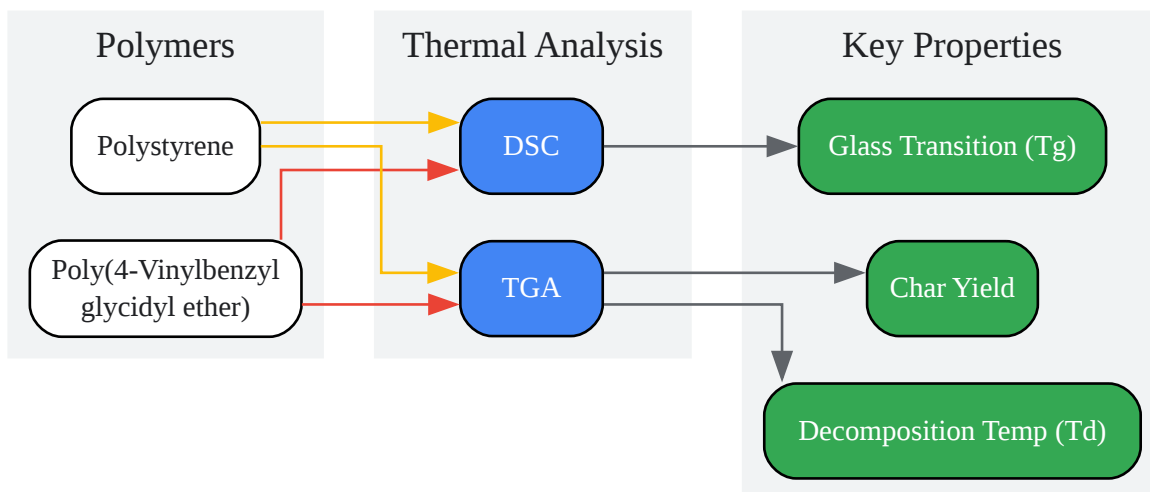 Polymers
Thermal Analysis
Key Properties
Polystyrene
DSC
Glass Transition (Tg)
Poly(4-Vinylbenzyl
glycidyl ether)
TGA
Char Yield
Decomposition Temp (Td)